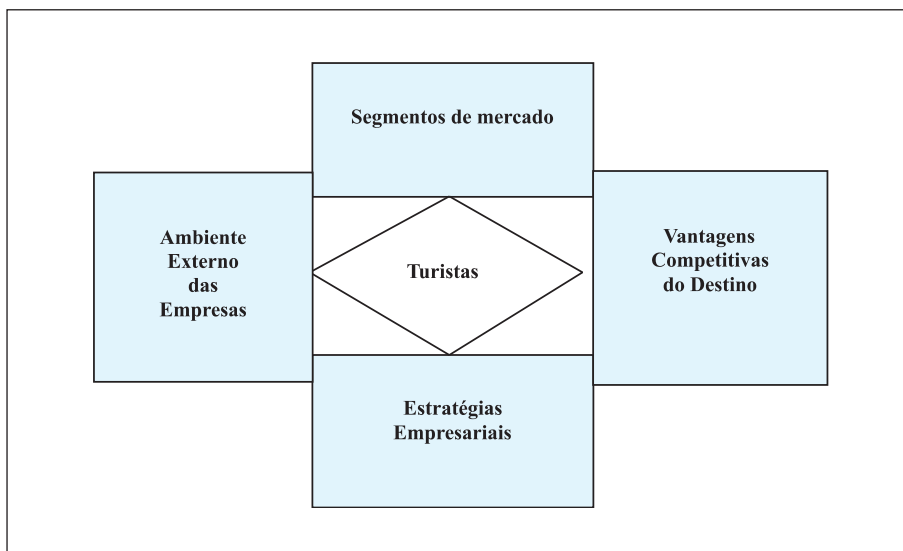 Segmentos de mercado
Ambiente
Externo
das
Empresas
Turistas
Vantagens
Competitivas
do Destino
Estratégias
Empresariais